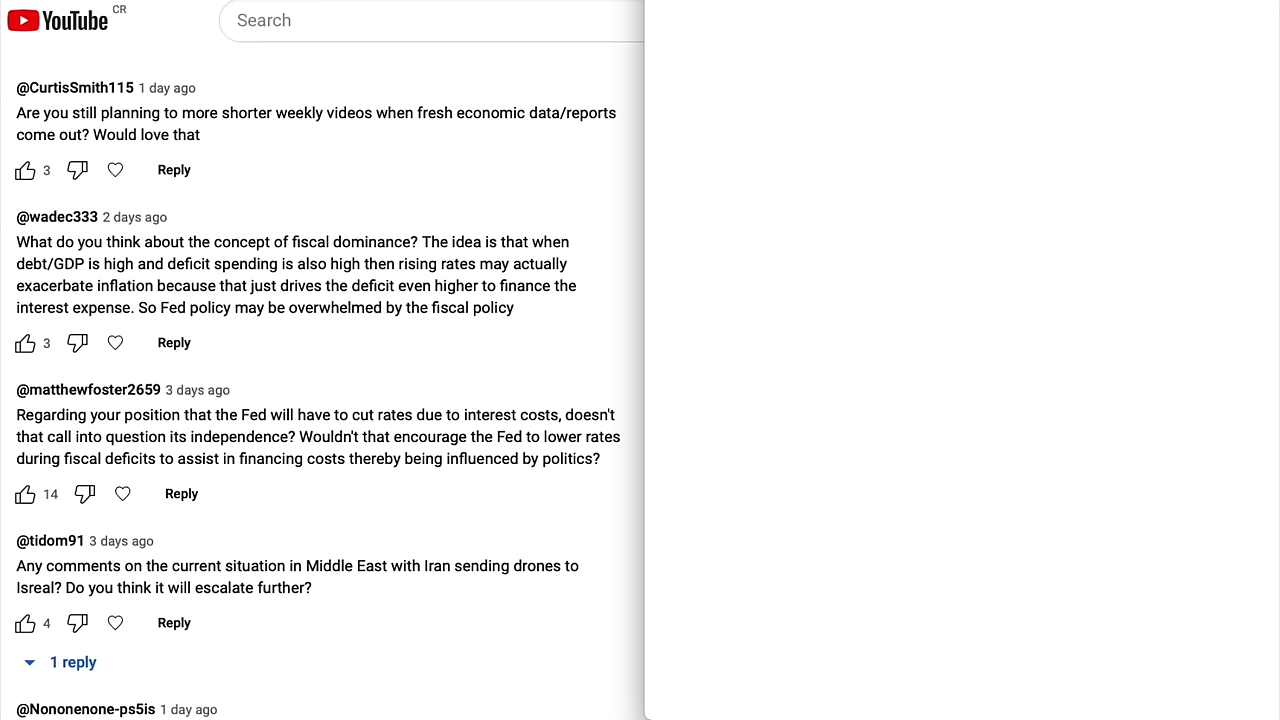 YouTube CR
Search
@CurtisSmith115 1 day ago
Are you still planning to more shorter weekly videos when fresh economic data/reports
come out? Would love that
3 Reply
@wadec333 2 days ago
What do you think about the concept of fiscal dominance? The idea is that when
debt/GDP is high and deficit spending is also high then rising rates may actually
exacerbate inflation because that just drives the deficit even higher to finance the
interest expense. So Fed policy may be overwhelmed by the fiscal policy
3 Reply
@matthewfoster2659 3 days ago
Regarding your position that the Fed will have to cut rates due to interest costs, doesn't
that call into question its independence? Wouldn't that encourage the Fed to lower rates
during fiscal deficits to assist in financing costs thereby being influenced by politics?
14 Reply
@tidom91 3 days ago
Any comments on the current situation in Middle East with Iran sending drones to
Isreal? Do you think it will escalate further?
4 Reply
1 reply
@Nononenone-ps5is 1 day ago